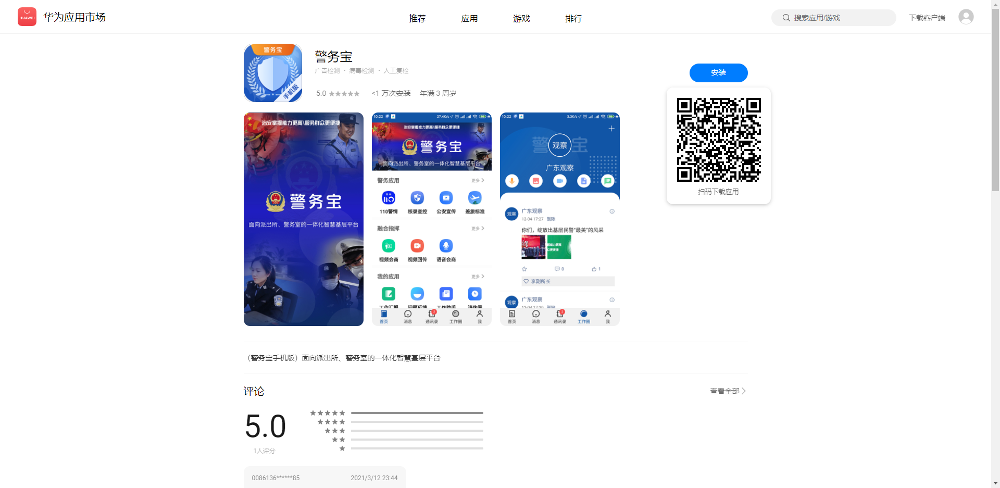 HUAWEI 华为应用市场
推荐 应用 游戏 排行
搜索应用/游戏 下载客户端
警务宝
手机版
警务宝
广告检测 · 病毒检测 · 人工复检
5.0 <1 万次安装 年满 3 周岁
安装
扫码下载应用
治安掌握能力更高\服务群众更便捷
警务宝
面向派出所、警务室的一体化智慧基层平台
10:22 27.4K/s
治安掌握能力更高\服务群众更便捷
警务宝
面向派出所、警务室的一体化智慧基层平台
警务应用 更多
110警情 核录查控 公安宣传 差旅标准
融合指挥 更多
视频会商 视频回传 语音会商
我的应用 更多
工作汇报 问题反馈 工作助手 请休假
2
首页 消息 通讯录 工作圈 我
10:22 3.3K/s
警 观察 宝
广东观察
观察 广东观察
12-04 17:27 删除
你们，绽放出基层民警“最美”的风采
0 1
李副所长
观察 广东观察
12-04 17:20 删除
2
首页 消息 通讯录 工作圈 我
（警务宝手机版）面向派出所、警务室的一体化智慧基层平台
评论 查看全部
5.0
1人评分
0086136******85 2021/3/12 23:44